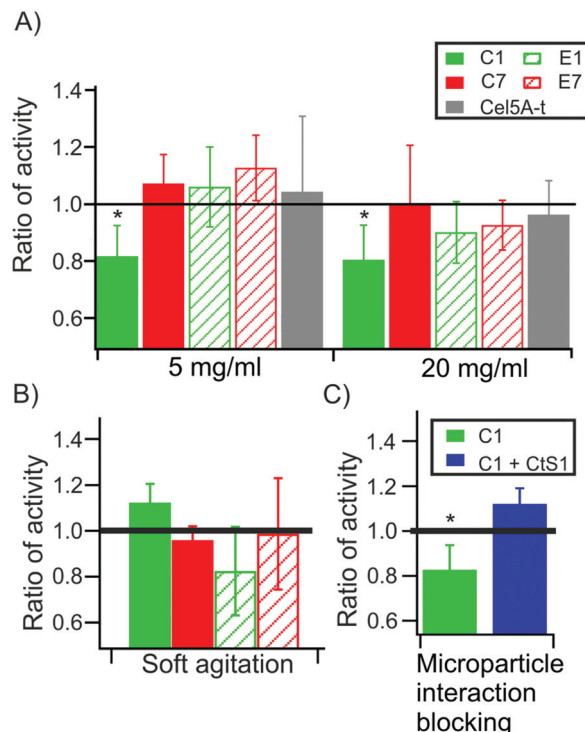 A)
C1 E1
C7 E7
Cel5A-t
Ratio of activity
1.4
1.2
1.0
0.8
0.6
*
*
5 mg/ml 20 mg/ml
B)
Ratio of activity
1.4
1.2
1.0
0.8
0.6
Soft agitation
C)
C1
C1 + CtS1
Ratio of activity
1.4
1.2
1.0
0.8
0.6
*
Microparticle
interaction
blocking